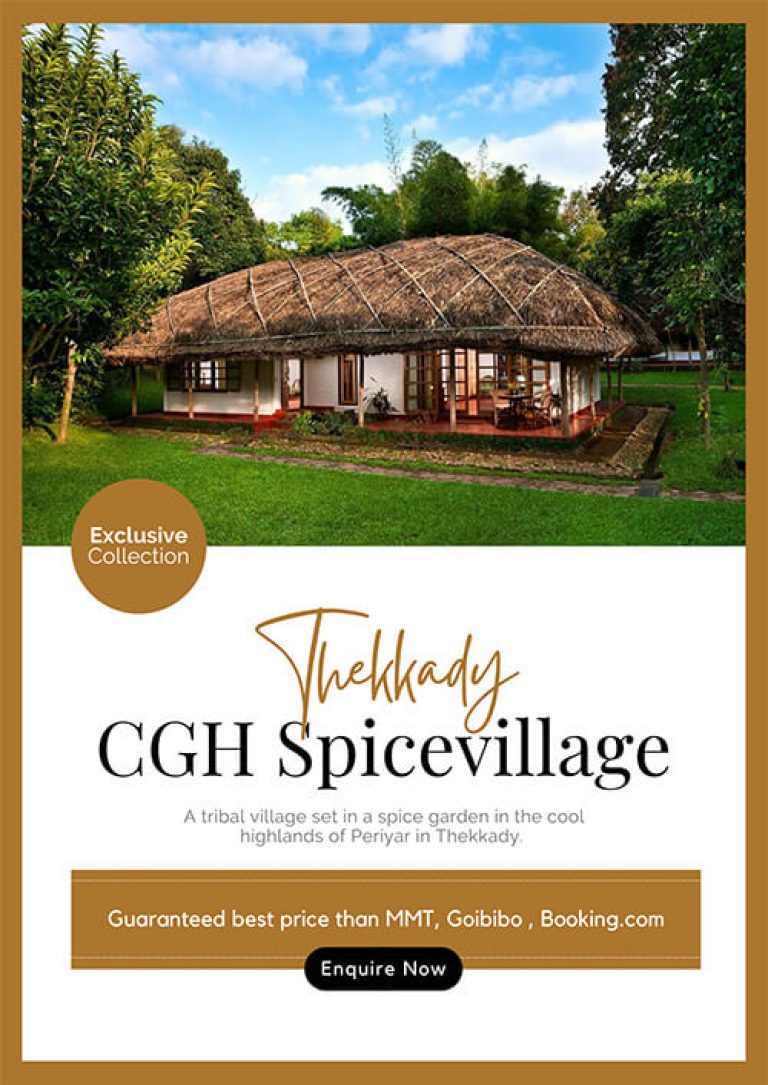 Exclusive
Collection
Thekkady
CGH Spicevillage
A tribal village set in a spice garden in the cool
highlands of Periyar in Thekkady.
Guaranteed best price than MMT, Goibibo , Booking.com
Enquire Now